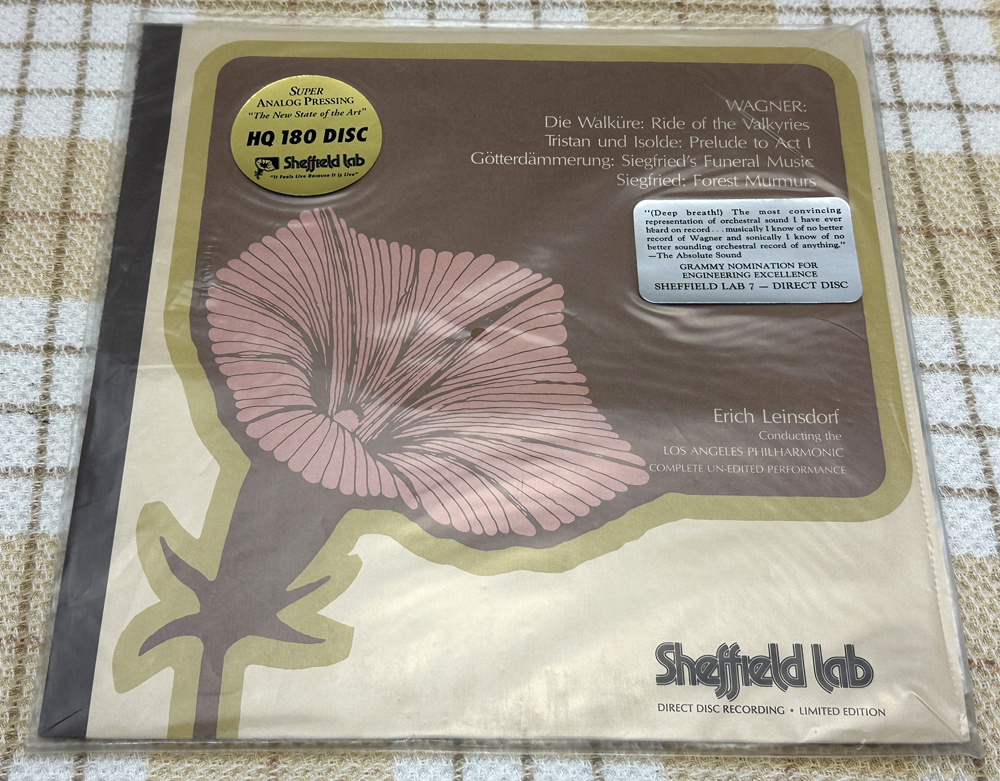 SUPER
ANALOG PRESSING
"The New State of the Art"
HQ 180 DISC
Sheffield lab
"It Feels Live Because It Is Live"
WAGNER:
Die Walküre: Ride of the Valkyries
Tristan und Isolde: Prelude to Act I
Götterdämmerung: Siegfried's Funeral Music
Siegfried: Forest Murmurs
"(Deep breath!) The most convincing
representation of orchestral sound I have ever
heard on record . . . musically I know of no better
record of Wagner and sonically I know of no
better sounding orchestral record of anything."
—The Absolute Sound
GRAMMY NOMINATION FOR
ENGINEERING EXCELLENCE
SHEFFIELD LAB 7 — DIRECT DISC
Erich Leinsdorf
Conducting the
LOS ANGELES PHILHARMONIC
COMPLETE UN-EDITED PERFORMANCE
Sheffield lab
DIRECT DISC RECORDING • LIMITED EDITION